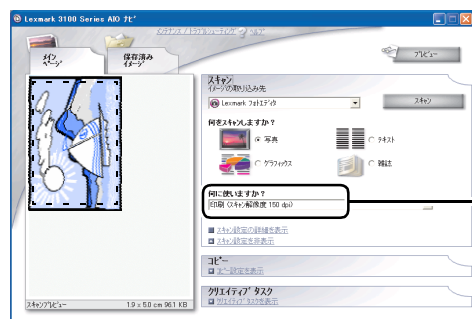 Lexmark 3100 Series AIO ﾅﾋﾞ
ﾒﾝﾃﾅﾝｽ / ﾄﾗﾌﾞﾙｼｭｰﾃｨﾝｸﾞ ﾍﾙﾌﾟ
ﾒｲﾝ
ﾍﾟｰｼﾞ
保存済み
ｲﾒｰｼﾞ
ﾌﾟﾚﾋﾞｭｰ
ｽｷｬﾝ
ｲﾒｰｼﾞの取り込み先
Lexmark ﾌｫﾄｴﾃﾞｨﾀ
ｽｷｬﾝ
何をｽｷｬﾝしますか？
写真
ﾃｷｽﾄ
ｸﾞﾗﾌｨｯｸｽ
雑誌
何に使いますか？
印刷 (ｽｷｬﾝ解像度 150 dpi)
ｽｷｬﾝ設定の詳細を表示
ｽｷｬﾝ設定を非表示
ｺﾋﾟｰ
ｺﾋﾟｰ設定を表示
ｸﾘｴｲﾃｨﾌﾞ ﾀｽｸ
ｸﾘｴｲﾃｨﾌﾞ ﾀｽｸを表示
ｽｷｬﾝﾌﾟﾚﾋﾞｭｰ
1.9 x 5.0 cm 961 KB